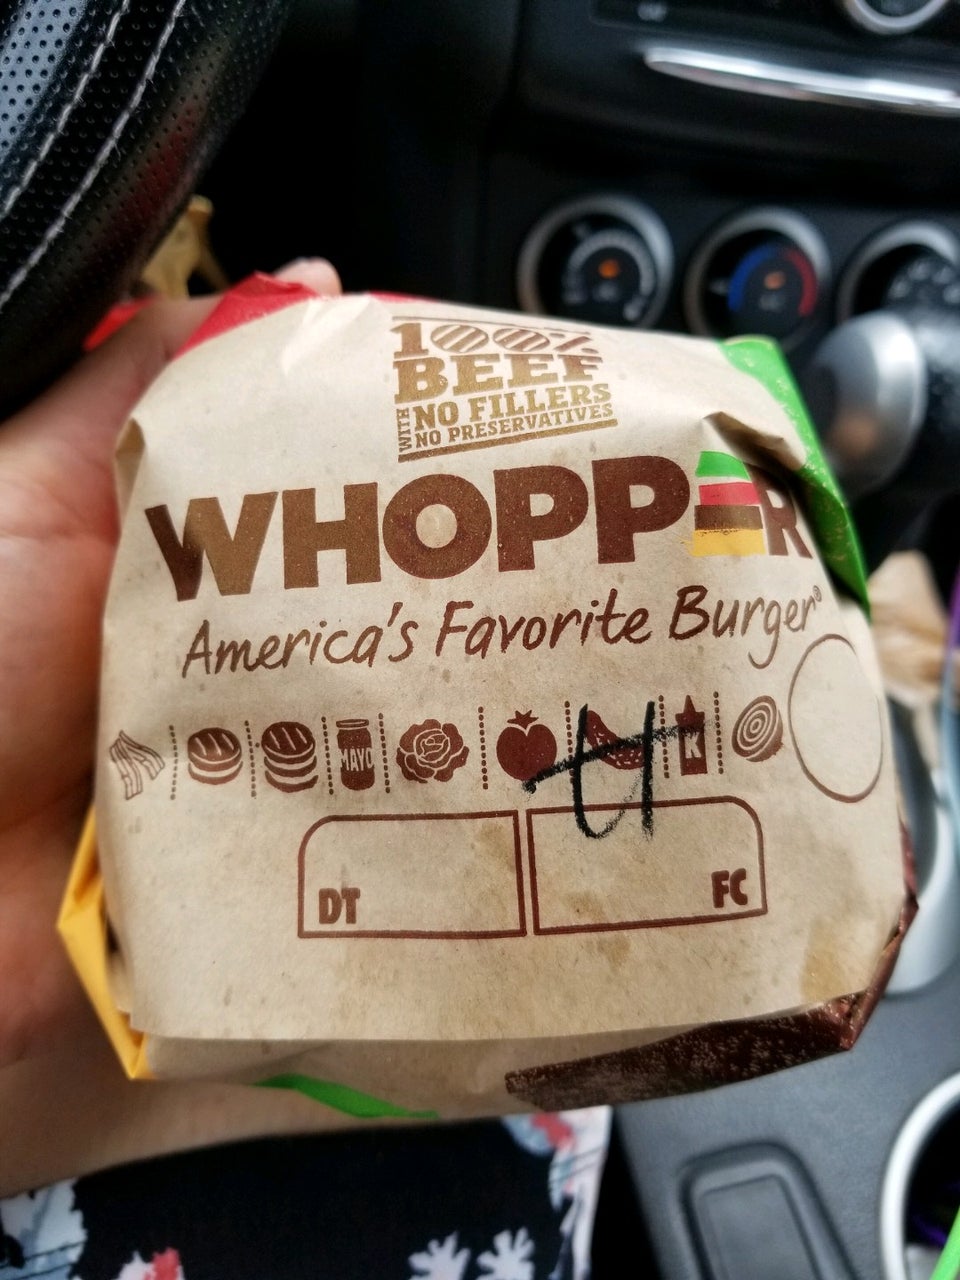 100%
BEEF
WITH NO FILLERS
NO PRESERVATIVES
WHOPPER
America's Favorite Burger®
MAYO
K
DT
FC